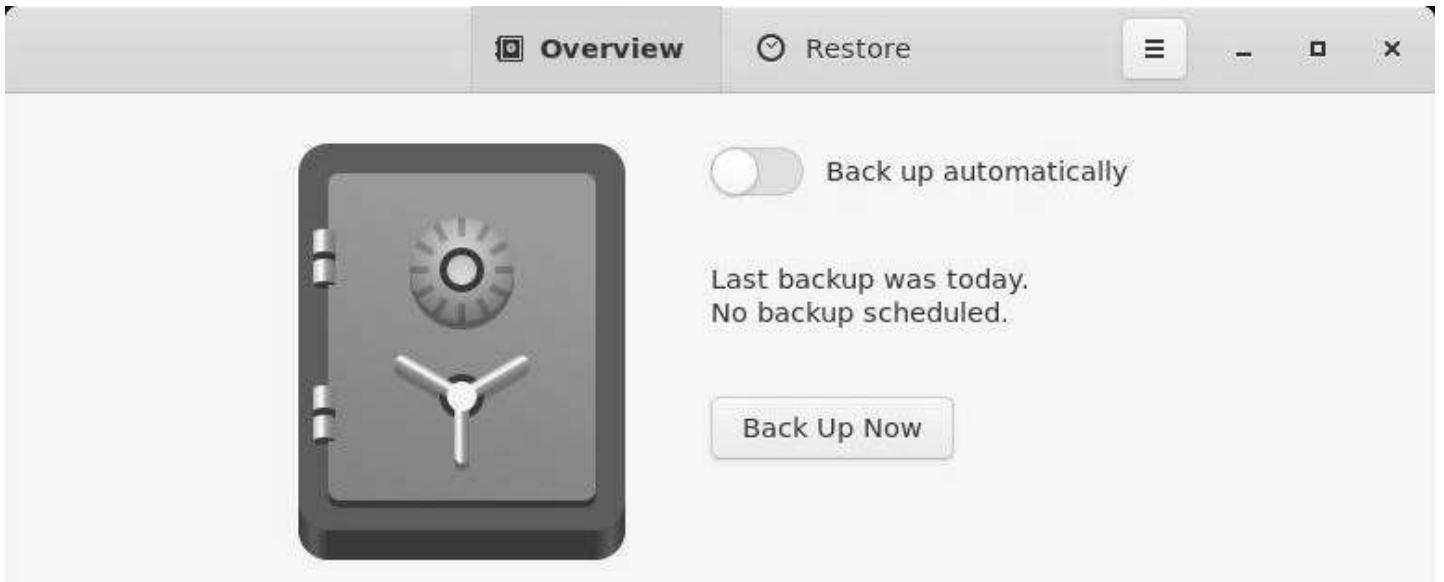 Overview
Restore
Back up automatically
Last backup was today.
No backup scheduled.
Back Up Now